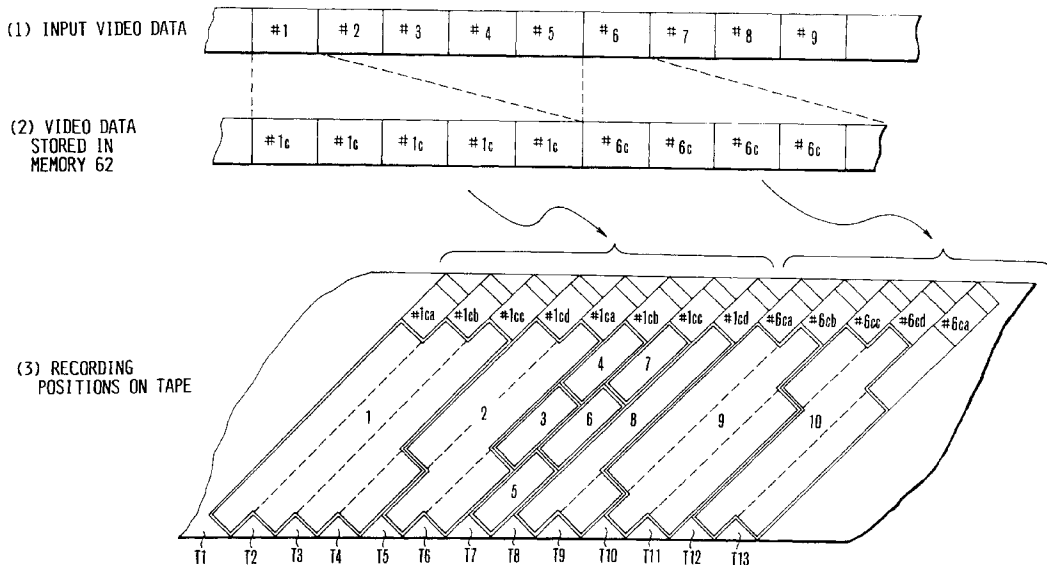 (1) INPUT VIDEO DATA
#1 #2 #3 #4 #5 #6 #7 #8 #9
(2) VIDEO DATA
STORED IN
MEMORY 62
#1c #1c #1c #1c #1c #6c #6c #6c #6c
(3) RECORDING
POSITIONS ON TAPE
#1ca #1cb #1cc #1cd #1ca #1cb #1cc #1cd #6ca #6cb #6cc #6cd #6ca
4 7
1 2 3 6 8 9 10
5
T1 T2 T3 T4 T5 T6 T7 T8 T9 T10 T11 T12 T13